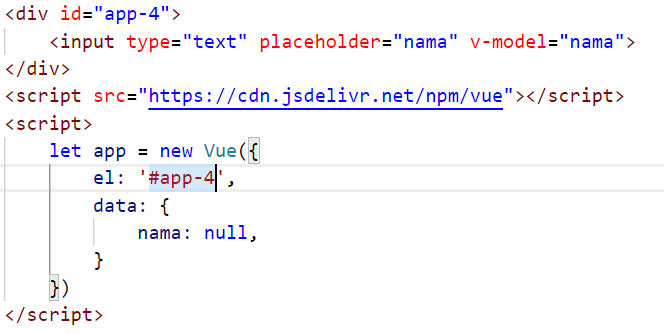 <div id="app-4">
    <input type="text" placeholder="nama" v-model="nama">
</div>
<script src="https://cdn.jsdelivr.net/npm/vue"></script>
<script>
    let app = new Vue({
        el: '#app-4',
        data: {
            nama: null,
        }
    })
</script>